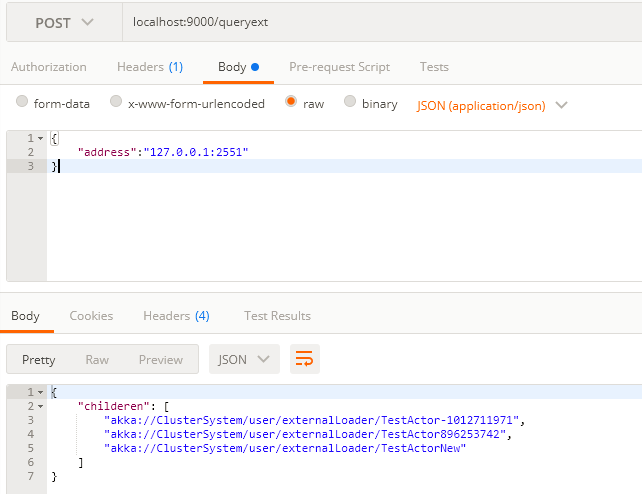 POST localhost:9000/queryext
Authorization Headers (1) Body Pre-request Script Tests
form-data x-www-form-urlencoded raw binary JSON (application/json)
1 {
2 "address":"127.0.0.1:2551"
3 }
Body Cookies Headers (4) Test Results
Pretty Raw Preview JSON
1 {
2 "childeren": [
3 "akka://ClusterSystem/user/externalLoader/TestActor-1012711971",
4 "akka://ClusterSystem/user/externalLoader/TestActor896253742",
5 "akka://ClusterSystem/user/externalLoader/TestActorNew"
6 ]
7 }